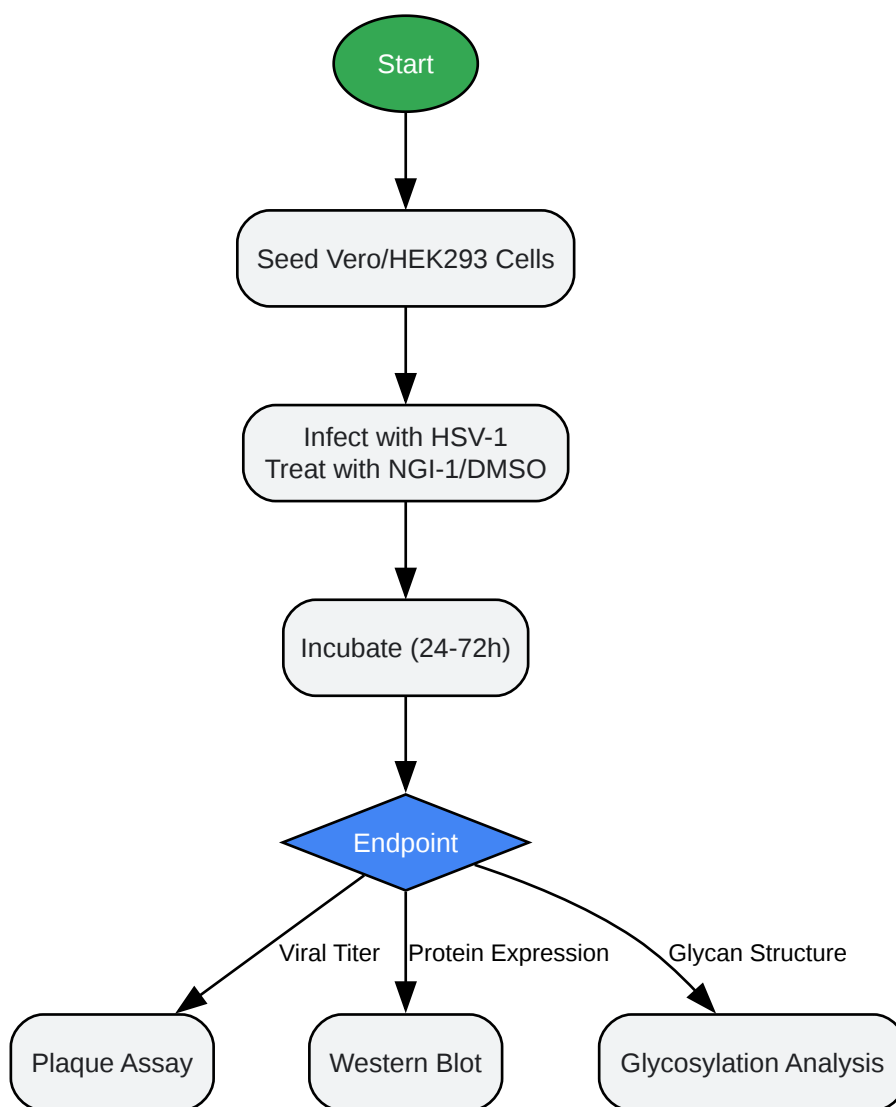 Start
Seed Vero/HEK293 Cells
Infect with HSV-1
Treat with NGI-1/DMSO
Incubate (24-72h)
Endpoint
Viral Titer
Protein Expression
Glycan Structure
Plaque Assay
Western Blot
Glycosylation Analysis